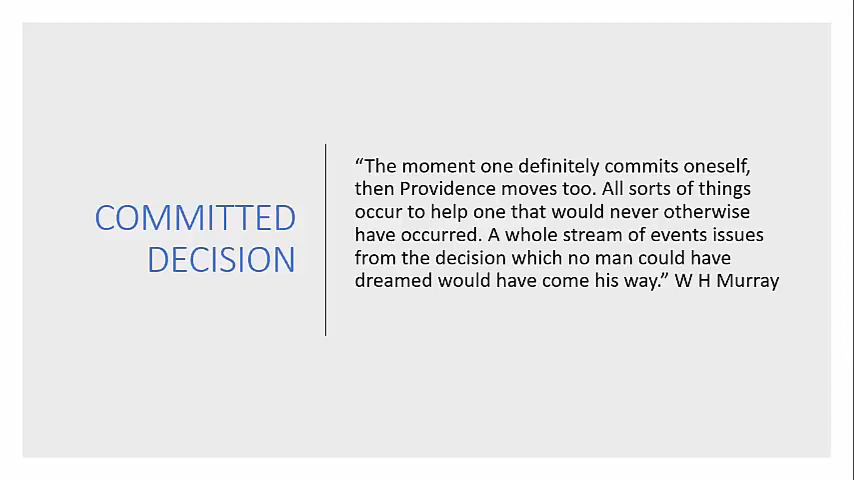 COMMITTED
DECISION
“The moment one definitely commits oneself,
then Providence moves too. All sorts of things
occur to help one that would never otherwise
have occurred. A whole stream of events issues
from the decision which no man could have
dreamed would have come his way.” W H Murray